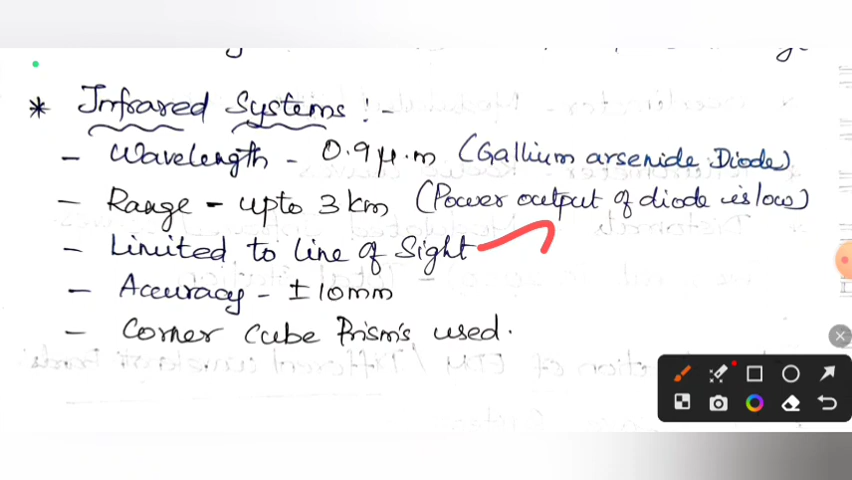 * Infrared Systems :-
- Wavelength - 0.9 μ.m (Gallium arsenide Diode)
- Range - upto 3 km (Power output of diode is low)
- Limited to line of Sight
- Accuracy - ± 10mm
- Corner Cube Prism's used.